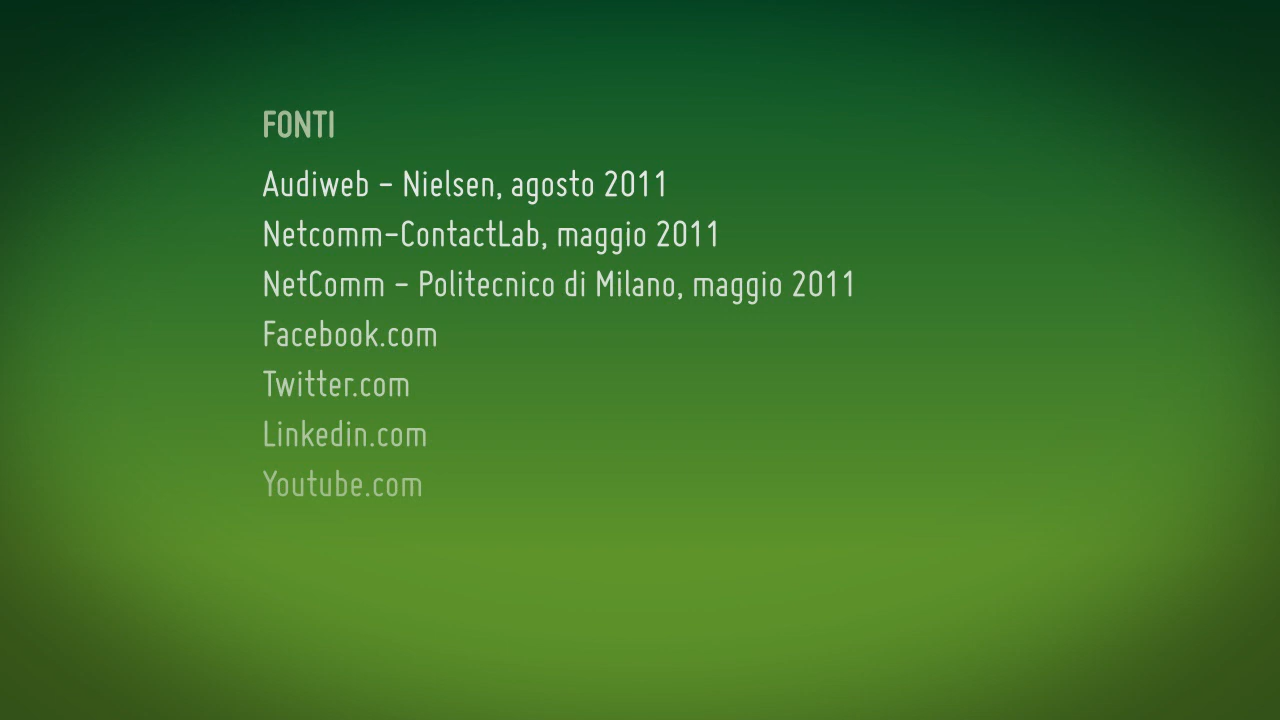 FONTI
Audiweb - Nielsen, agosto 2011
Netcomm-ContactLab, maggio 2011
NetComm - Politecnico di Milano, maggio 2011
Facebook.com
Twitter.com
Linkedin.com
Youtube.com